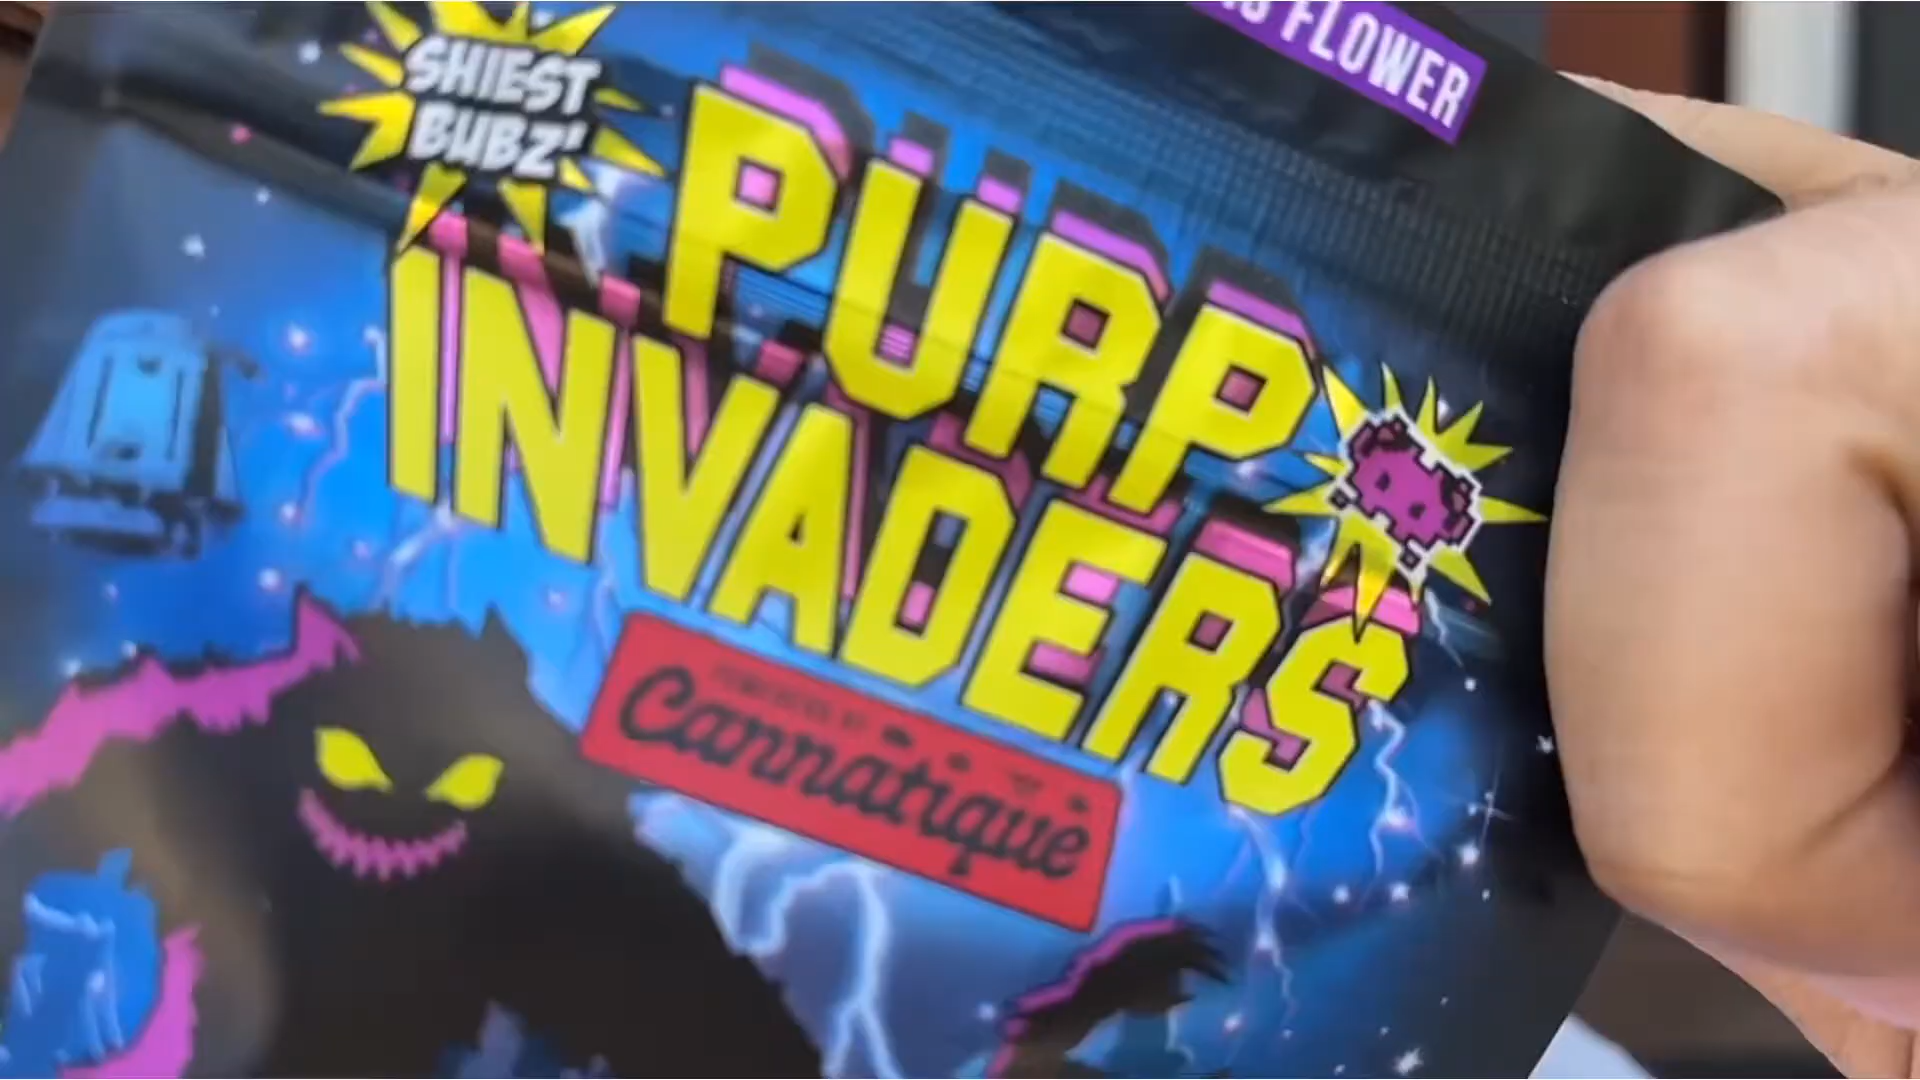 FLOWER
SHIEST
BUBZ'
PURP
INVADERS
Cannatique